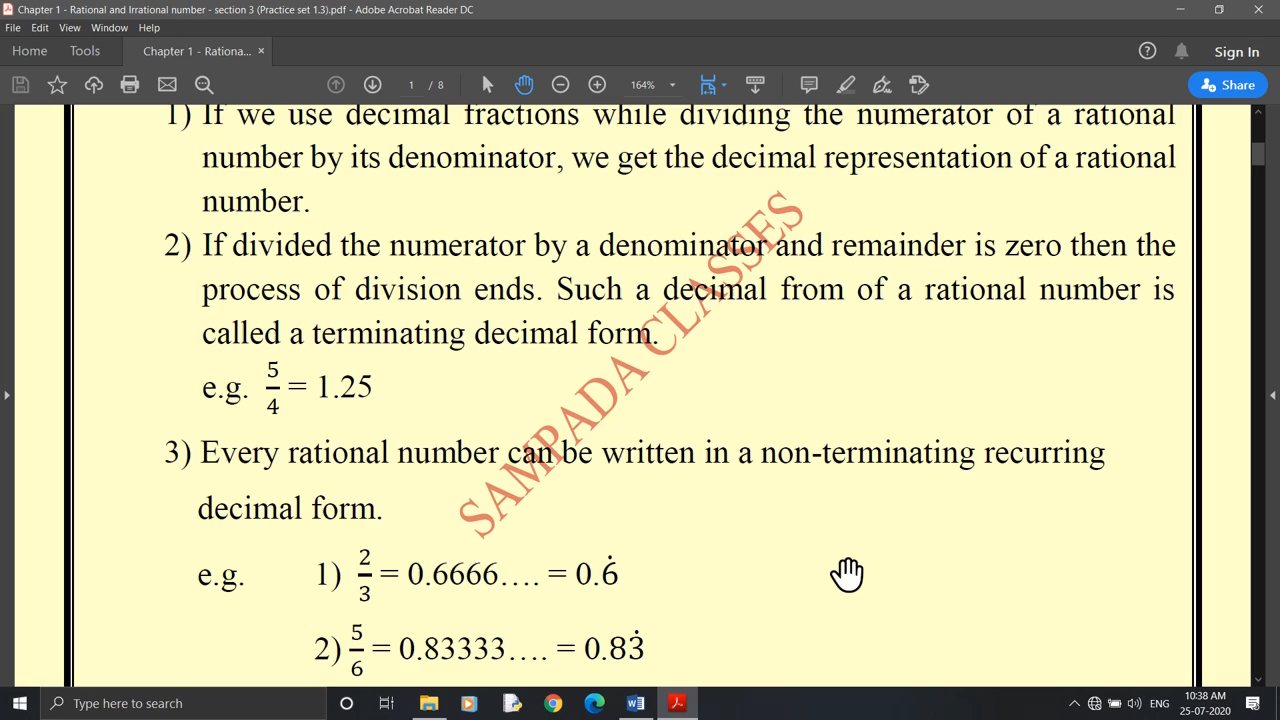 Chapter 1 - Rational and Irrational number - section 3 (Practice set 1.3).pdf - Adobe Acrobat Reader DC
File Edit View Window Help
Home Tools Chapter 1 - Rationa... × Sign In
1 / 8 164% Share
1) If we use decimal fractions while dividing the numerator of a rational
number by its denominator, we get the decimal representation of a rational
number.
2) If divided the numerator by a denominator and remainder is zero then the
process of division ends. Such a decimal from of a rational number is
called a terminating decimal form.
e.g. 5/4 = 1.25
3) Every rational number can be written in a non-terminating recurring
decimal form.
e.g. 1) 2/3 = 0.6666.... = 0.6̇
2) 5/6 = 0.83333.... = 0.83̇
SAMPADA CLASSES
Type here to search
ENG
10:38 AM
25-07-2020